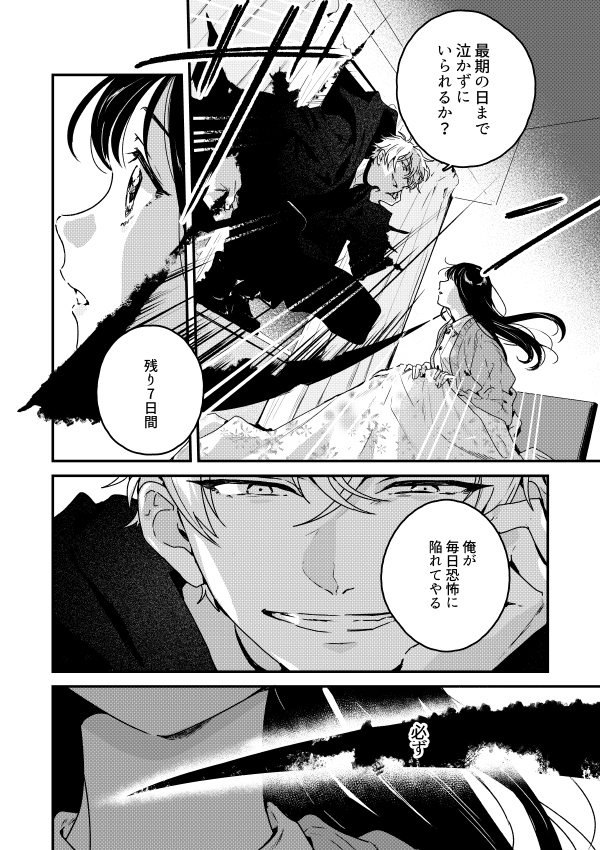 最期の日まで
泣かずに
いられるか？
残り7日間
俺が
毎日恐怖に
陥れてやる
必ず